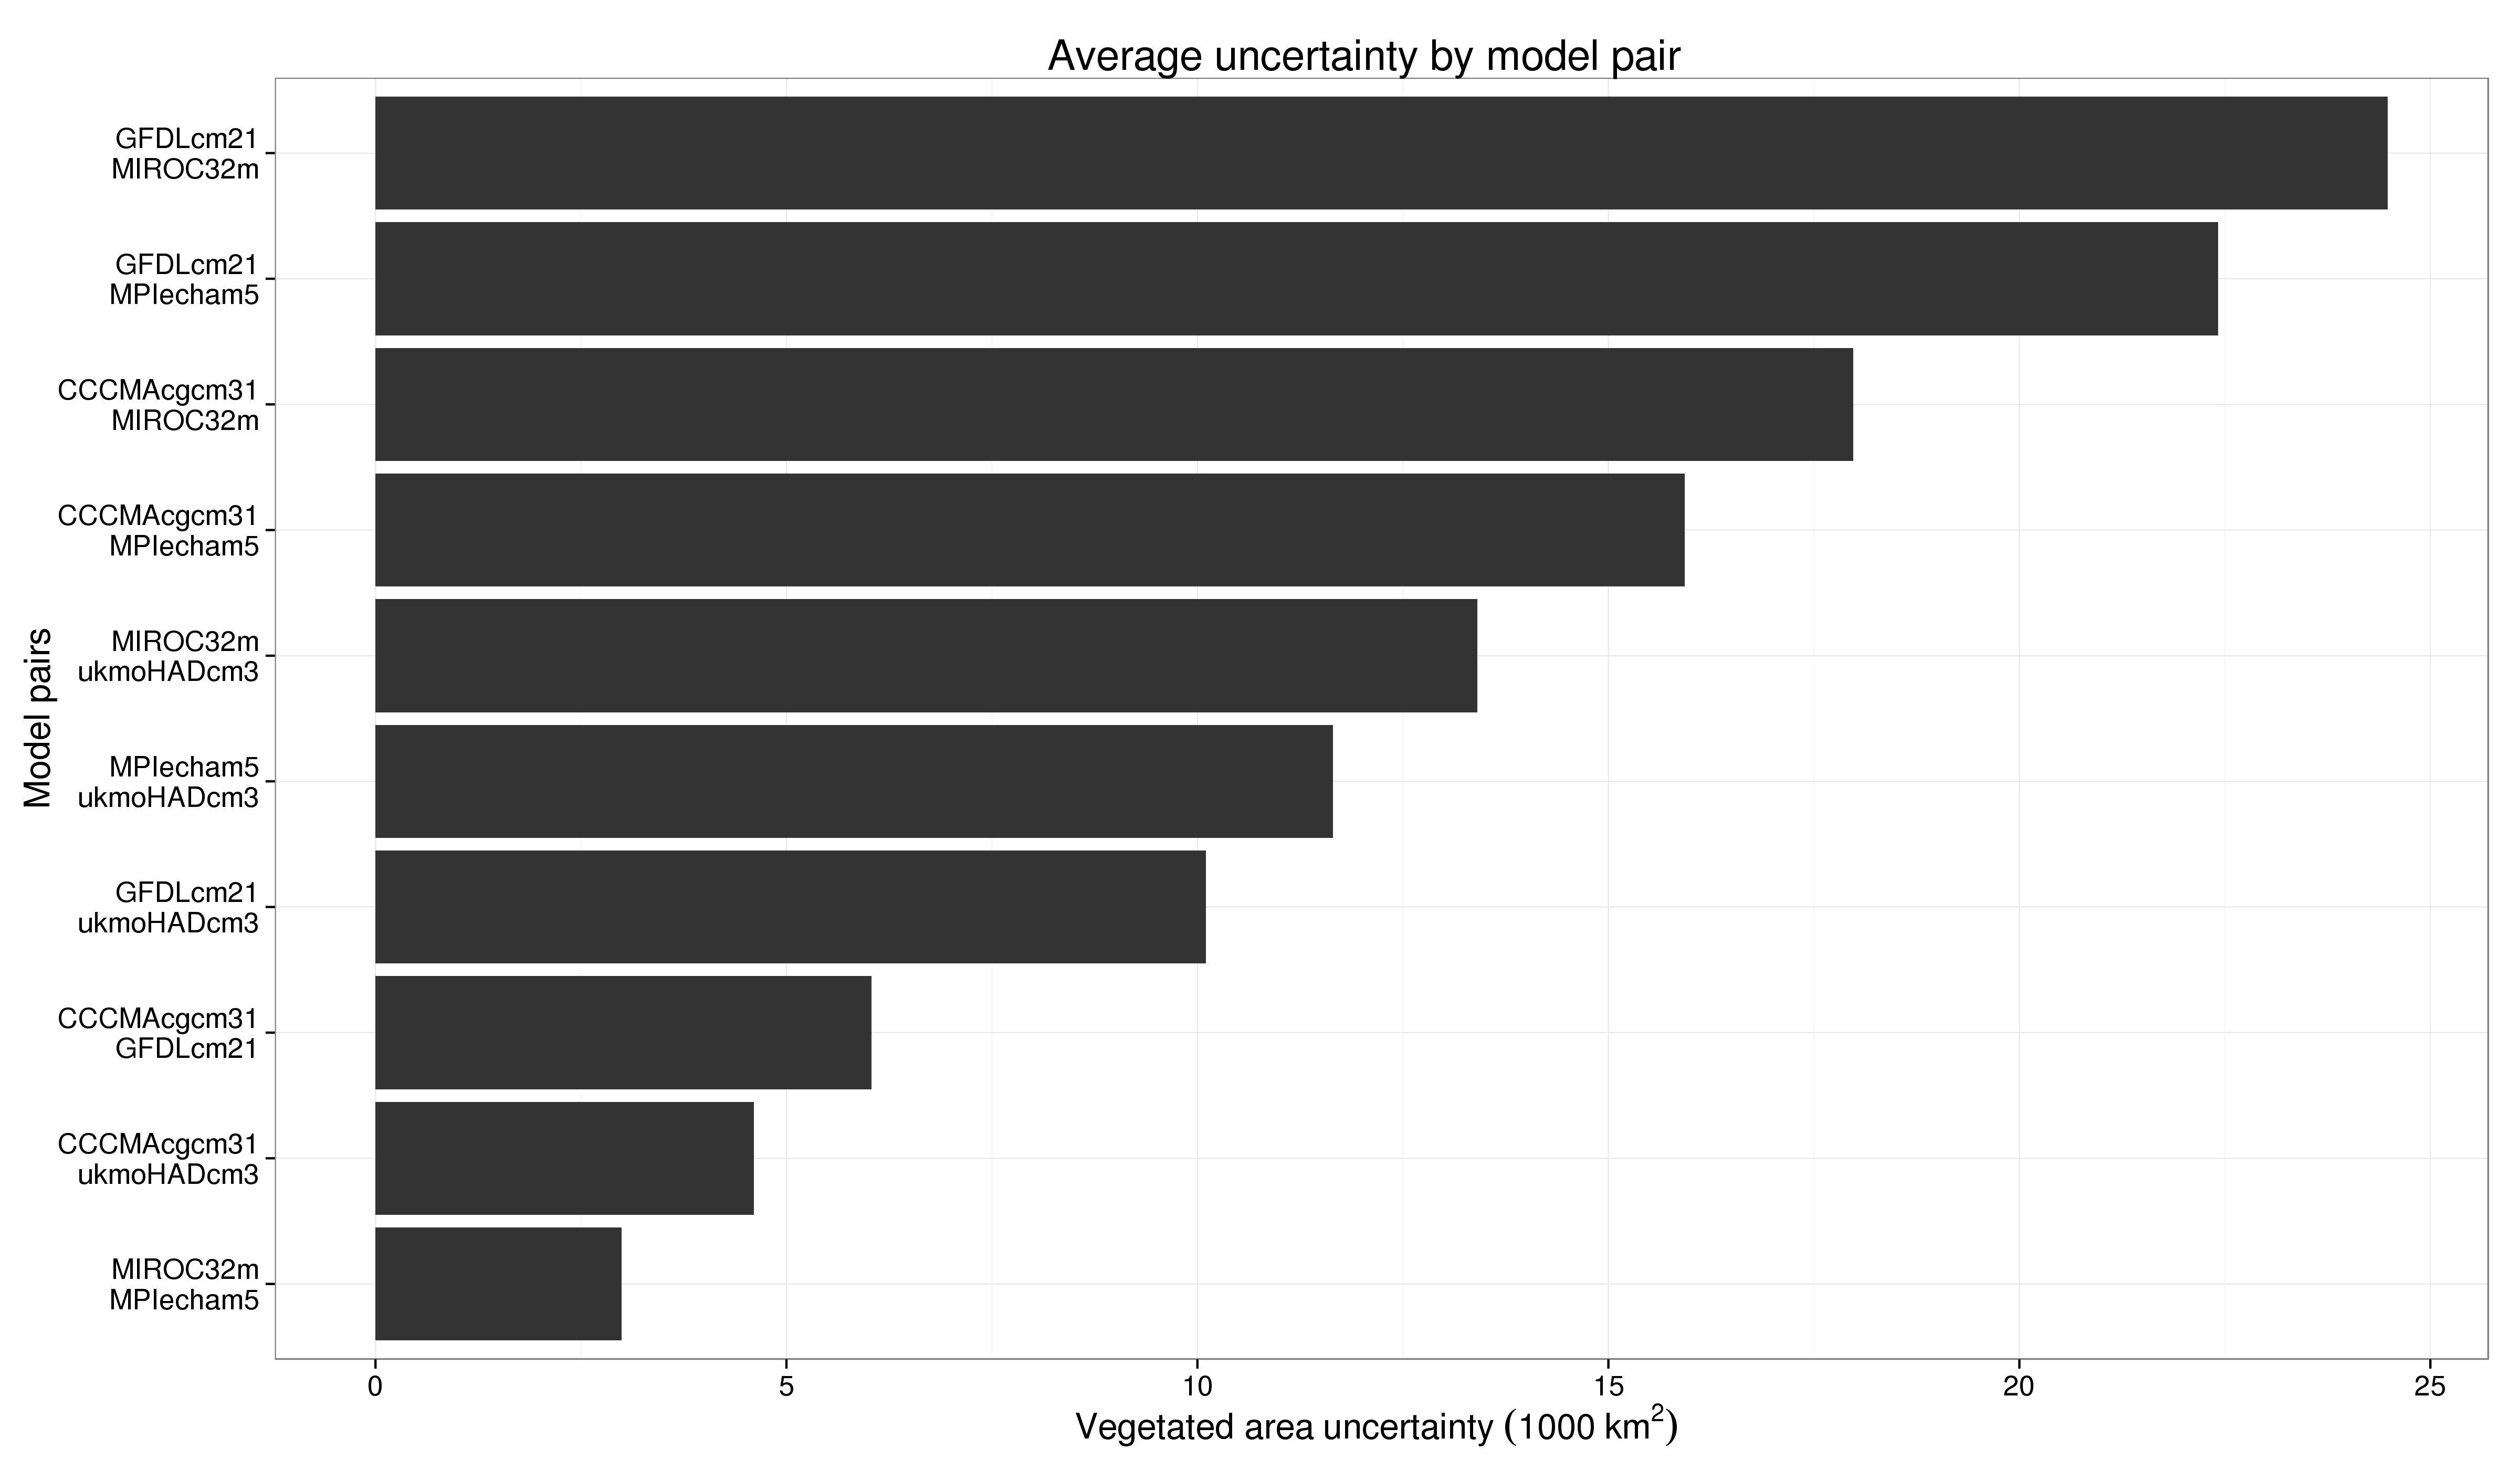 Average uncertainty by model pair
GFDLcm21
MIROC32m
GFDLcm21
MPIecham5
CCCMAcgcm31
MIROC32m
CCCMAcgcm31
MPIecham5
MIROC32m
ukmoHADcm3
MPIecham5
ukmoHADcm3
GFDLcm21
ukmoHADcm3
CCCMAcgcm31
GFDLcm21
CCCMAcgcm31
ukmoHADcm3
MIROC32m
MPIecham5
Model pairs
0 5 10 15 20 25
Vegetated area uncertainty (1000 km²)